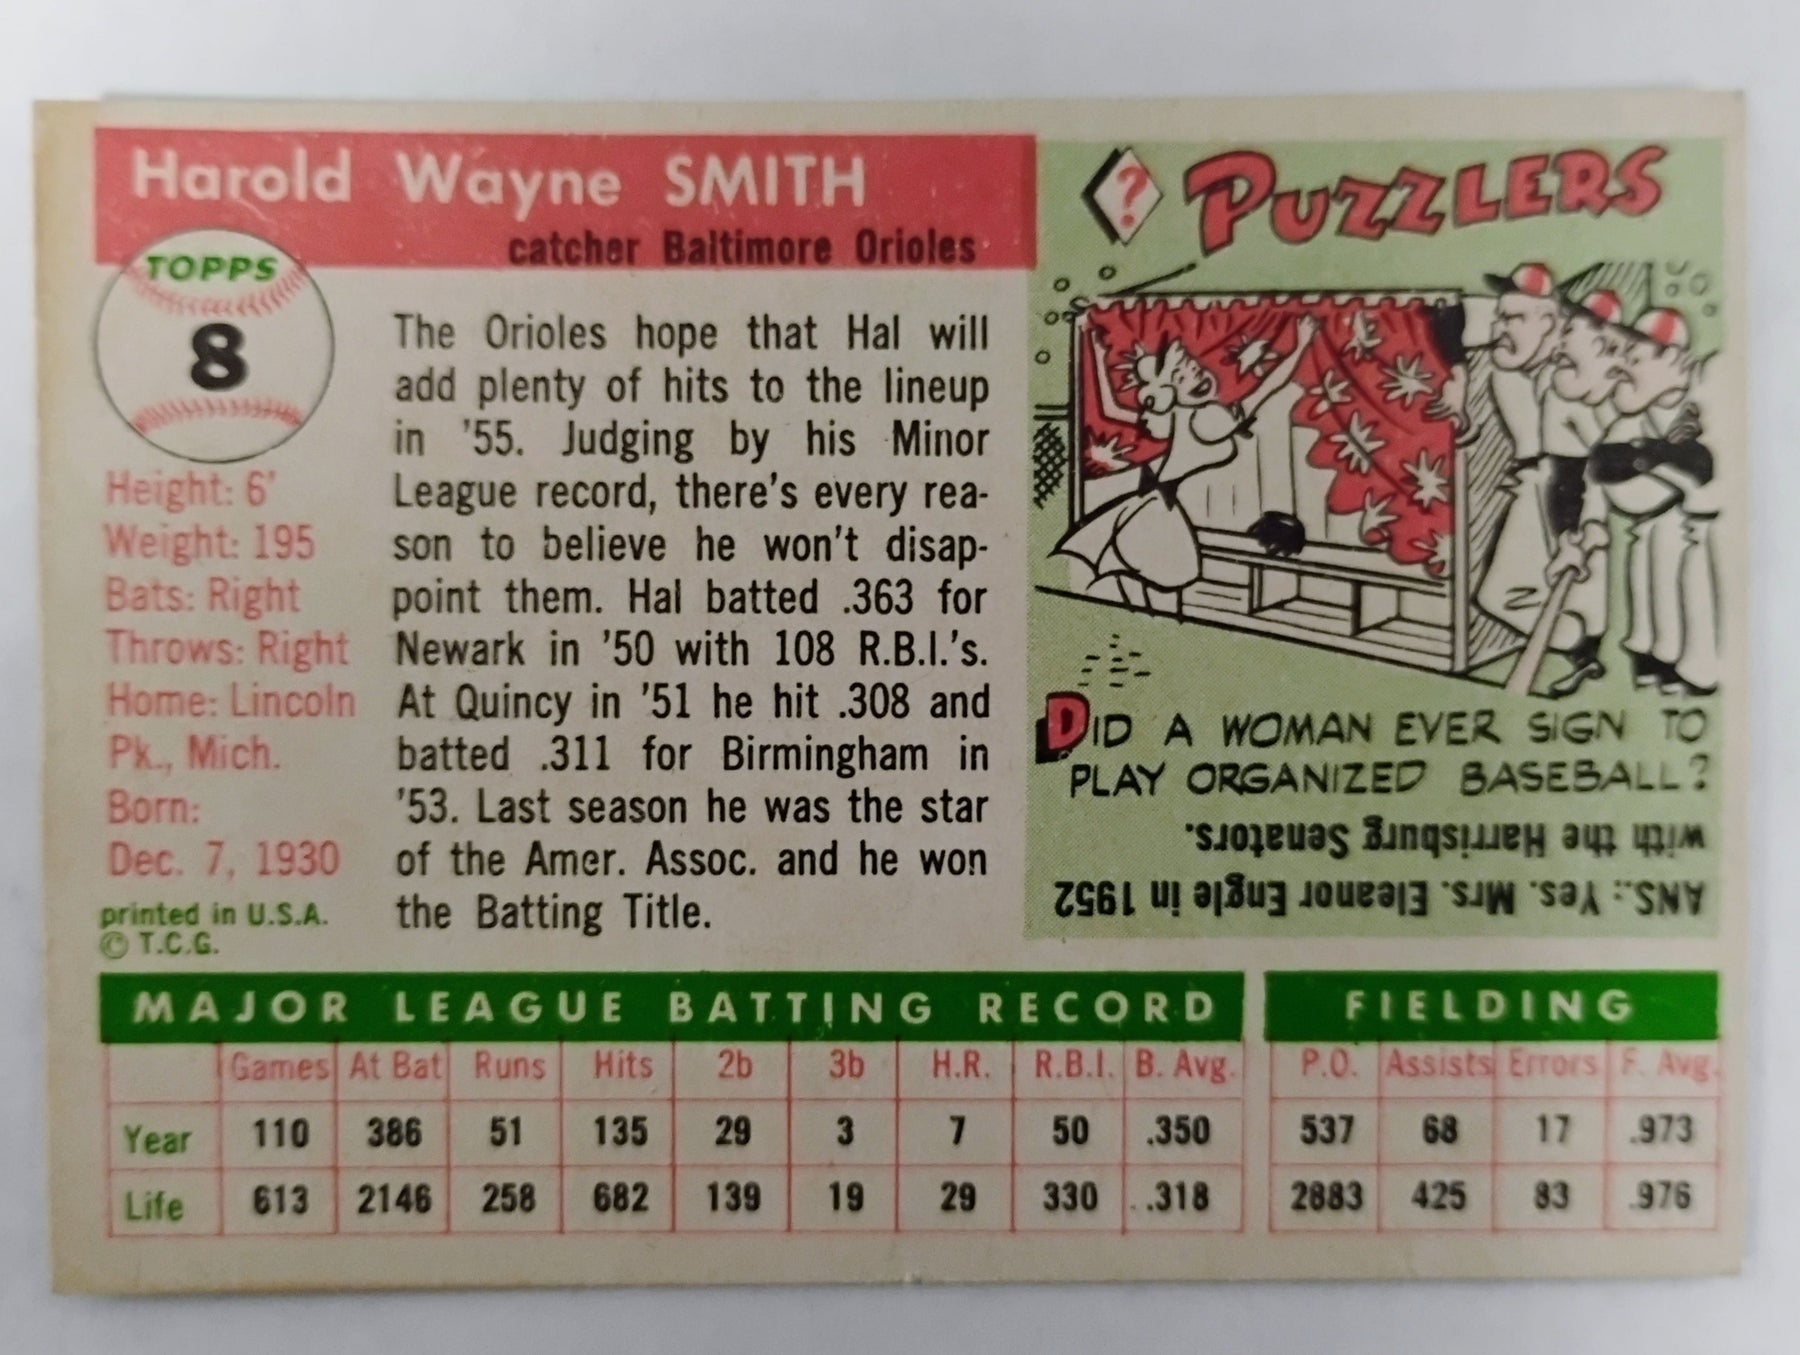 Harold Wayne SMITH
catcher Baltimore Orioles
TOPPS
8
Height: 6'
Weight: 195
Bats: Right
Throws: Right
Home: Lincoln
Pk., Mich.
Born:
Dec. 7, 1930
printed in U.S.A.
© T.C.G.
The Orioles hope that Hal will
add plenty of hits to the lineup
in '55. Judging by his Minor
League record, there's every rea-
son to believe he won't disap-
point them. Hal batted .363 for
Newark in '50 with 108 R.B.I.'s.
At Quincy in '51 he hit .308 and
batted .311 for Birmingham in
'53. Last season he was the star
of the Amer. Assoc. and he won
the Batting Title.
? PUZZLERS
DID A WOMAN EVER SIGN TO
PLAY ORGANIZED BASEBALL?
ANS.: Yes. Mrs. Eleanor Engle in 1952
with the Harrisburg Senators.
MAJOR LEAGUE BATTING RECORD FIELDING
Games At Bat Runs Hits 2b 3b H.R. R.B.I. B. Avg. P.O. Assists Errors F. Avg.
Year 110 386 51 135 29 3 7 50 .350 537 68 17 .973
Life 613 2146 258 682 139 19 29 330 .318 2883 425 83 .976